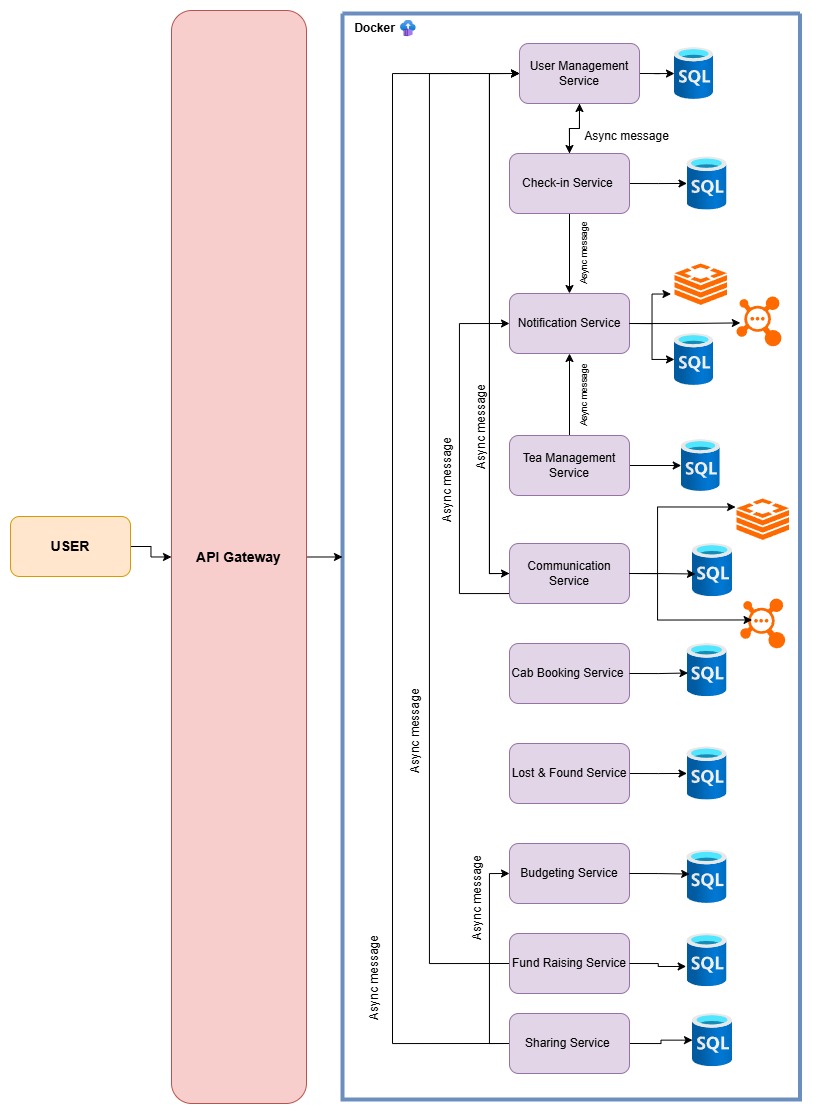 Docker
User Management
Service
SQL
Async message
Check-in Service
SQL
Async message
Notification Service
SQL
Async message
Async message
Async message
Tea Management
Service
SQL
USER
API Gateway
Communication
Service
SQL
Cab Booking Service
SQL
Async message
Lost & Found Service
SQL
Budgeting Service
SQL
Async message
Fund Raising Service
SQL
Async message
Sharing Service
SQL